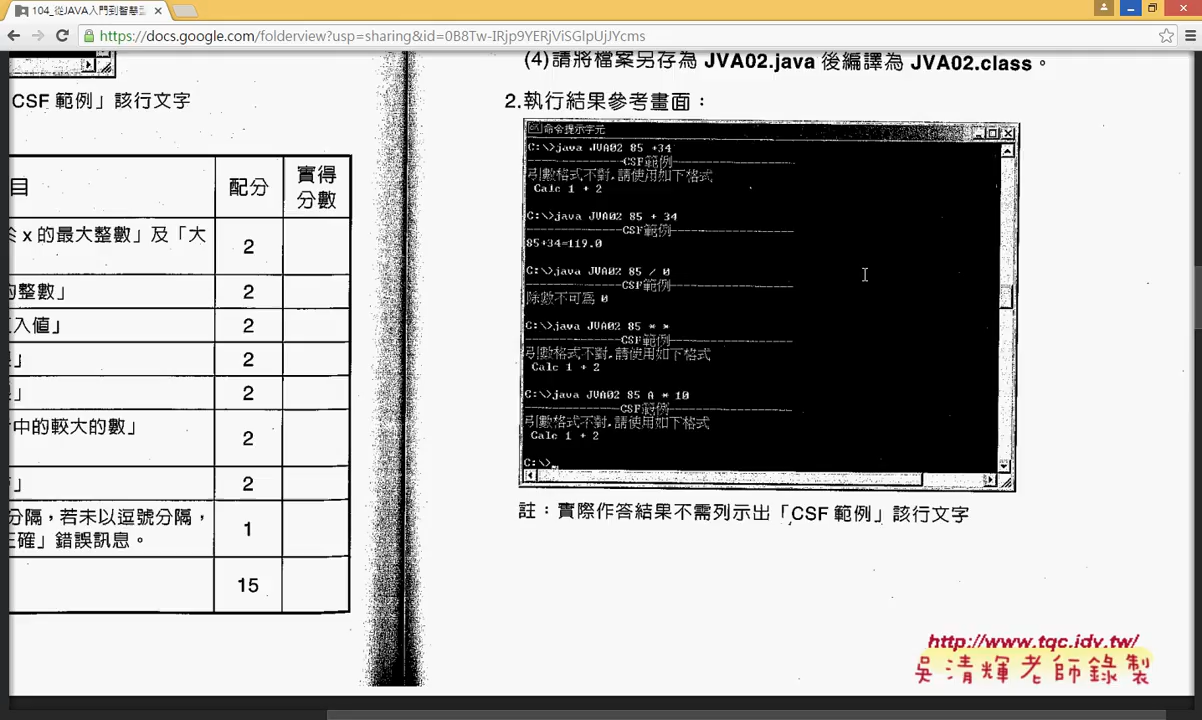 104_從JAVA入門到智慧
https://docs.google.com/folderview?usp=sharing&id=0B8Tw-IRjp9YERjViSGlpUjJYcms
CSF 範例」該行文字
目
配分
實得
分數
x 的最大整數」及「大
2
的整數」
2
入值」
2
」
2
」
2
中的較大的數」
2
」
2
分隔，若未以逗號分隔，
正確」錯誤訊息。
1
15
(4)請將檔案另存為 JVA02.java 後編譯為 JVA02.class。
2.執行結果參考畫面：
命令提示字元
C:\>java JVA02 85 +34
----------------CSF範例--------------------
引數格式不對,請使用如下格式
Calc 1 + 2
C:\>java JVA02 85 + 34
----------------CSF範例--------------------
85+34=119.0
C:\>java JVA02 85 / 0
----------------CSF範例--------------------
除數不可為 0
C:\>java JVA02 85 * *
----------------CSF範例--------------------
引數格式不對,請使用如下格式
Calc 1 + 2
C:\>java JVA02 85 A * 10
----------------CSF範例--------------------
引數格式不對,請使用如下格式
Calc 1 + 2
C:\>_
註：實際作答結果不需列示出「CSF 範例」該行文字
http://www.tqc.idv.tw/
吳清輝老師錄製